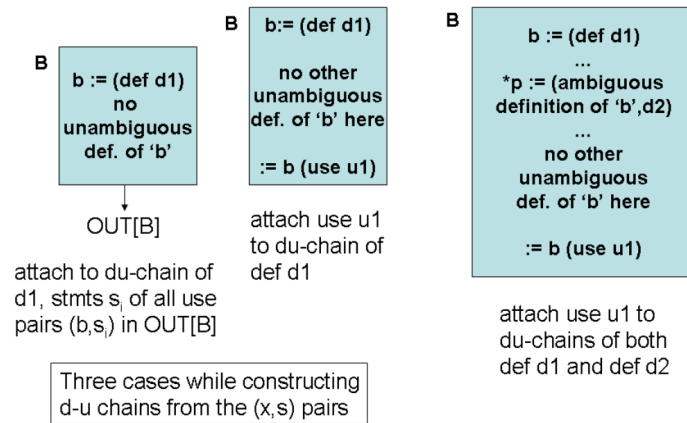 B
b := (def d1)
no
unambiguous
def. of ‘b’
OUT[B]
attach to du-chain of
d1, stmts sᵢ of all use
pairs (b,sᵢ) in OUT[B]
B
b:= (def d1)
no other
unambiguous
def. of ‘b’ here
:= b (use u1)
attach use u1
to du-chain of
def d1
B
b := (def d1)
...
*p := (ambiguous
definition of ‘b’,d2)
...
no other
unambiguous
def. of ‘b’ here
:= b (use u1)
attach use u1 to
du-chains of both
def d1 and def d2
Three cases while constructing
d-u chains from the (x,s) pairs